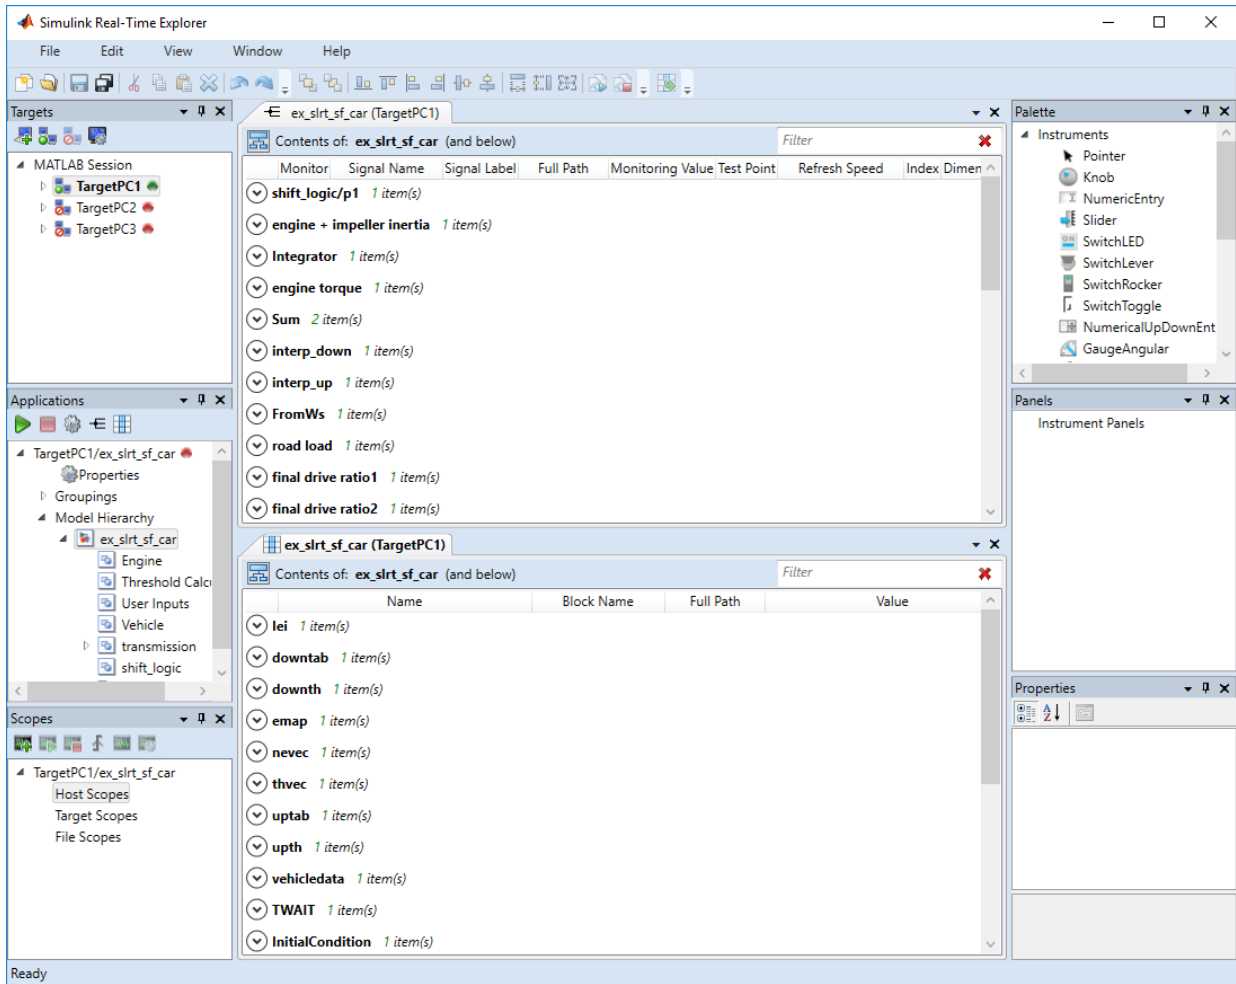 Simulink Real-Time Explorer
File Edit View Window Help
Targets
MATLAB Session
TargetPC1
TargetPC2
TargetPC3
Applications
TargetPC1/ex_slrt_sf_car
Properties
Groupings
Model Hierarchy
ex_slrt_sf_car
Engine
Threshold Calcu
User Inputs
Vehicle
transmission
shift_logic
Scopes
TargetPC1/ex_slrt_sf_car
Host Scopes
Target Scopes
File Scopes
ex_slrt_sf_car (TargetPC1)
Contents of: ex_slrt_sf_car (and below) Filter
Monitor Signal Name Signal Label Full Path Monitoring Value Test Point Refresh Speed Index Dimen
shift_logic/p1 1 item(s)
engine + impeller inertia 1 item(s)
Integrator 1 item(s)
engine torque 1 item(s)
Sum 2 item(s)
interp_down 1 item(s)
interp_up 1 item(s)
FromWs 1 item(s)
road load 1 item(s)
final drive ratio1 1 item(s)
final drive ratio2 1 item(s)
ex_slrt_sf_car (TargetPC1)
Contents of: ex_slrt_sf_car (and below) Filter
Name Block Name Full Path Value
lei 1 item(s)
downtab 1 item(s)
downth 1 item(s)
emap 1 item(s)
nevec 1 item(s)
thvec 1 item(s)
uptab 1 item(s)
upth 1 item(s)
vehicledata 1 item(s)
TWAIT 1 item(s)
InitialCondition 1 item(s)
Palette
Instruments
Pointer
Knob
NumericEntry
Slider
SwitchLED
SwitchLever
SwitchRocker
SwitchToggle
NumericalUpDownEnt
GaugeAngular
Panels
Instrument Panels
Properties
Ready